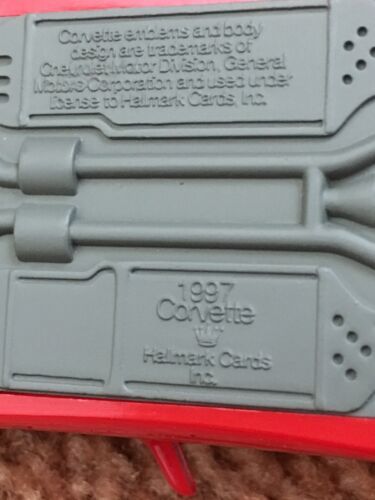 Corvette emblems and body
design are trademarks of
Chevrolet Motor Division, General
Motors Corporation and used under
license to Hallmark Cards, Inc.
1997
Corvette
Hallmark Cards
Inc.